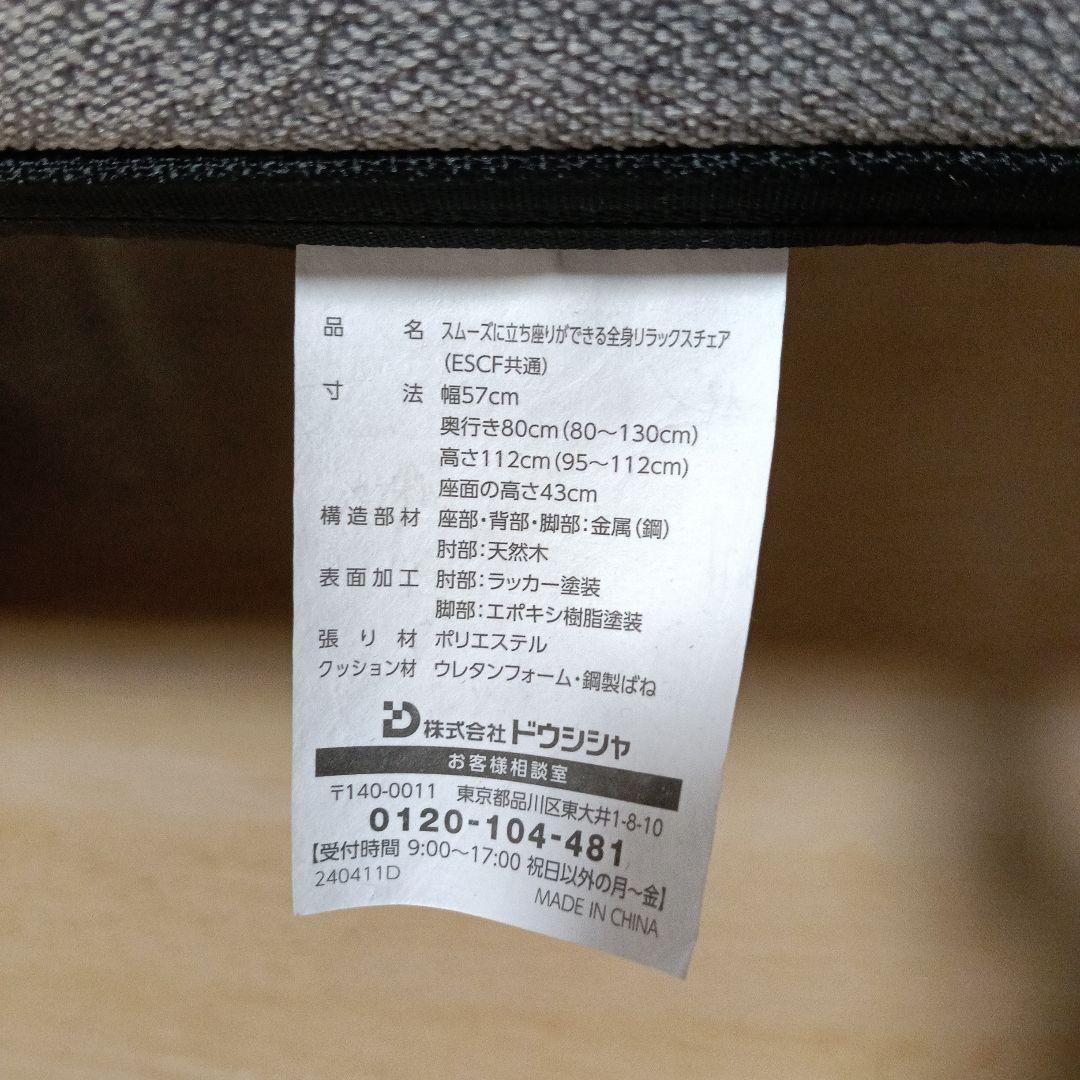 品名 スムーズに立ち座りができる全身リラックスチェア
(ESCF共通)
寸法 幅57cm
奥行き80cm(80～130cm)
高さ112cm(95～112cm)
座面の高さ43cm
構造部材 座部・背部・脚部:金属(鋼)
肘部:天然木
表面加工 肘部:ラッカー塗装
脚部:エポキシ樹脂塗装
張り材 ポリエステル
クッション材 ウレタンフォーム・鋼製ばね
株式会社ドウシシャ
お客様相談室
〒140-0011 東京都品川区東大井1-8-10
0120-104-481
【受付時間 9:00～17:00 祝日以外の月～金】
240411D
MADE IN CHINA